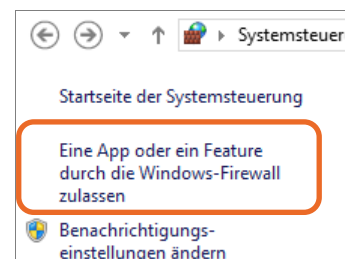 Systemsteuer
Startseite der Systemsteuerung
Eine App oder ein Feature
durch die Windows-Firewall
zulassen
Benachrichtigungs-
einstellungen ändern